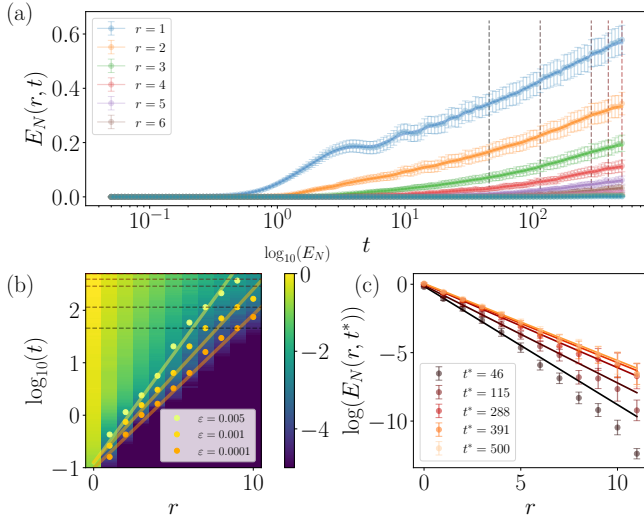 (a)
E_N(r, t)
0.6
0.4
0.2
0.0
r = 1
r = 2
r = 3
r = 4
r = 5
r = 6
10^{-1}
10^0
10^1
10^2
t
(b)
log_{10}(E_N)
log_{10}(t)
2
1
0
−1
ε = 0.005
ε = 0.001
ε = 0.0001
0
10
r
0
−2
−4
(c)
log(E_N(r, t*))
0
−5
−10
t* = 46
t* = 115
t* = 288
t* = 391
t* = 500
0
5
10
r